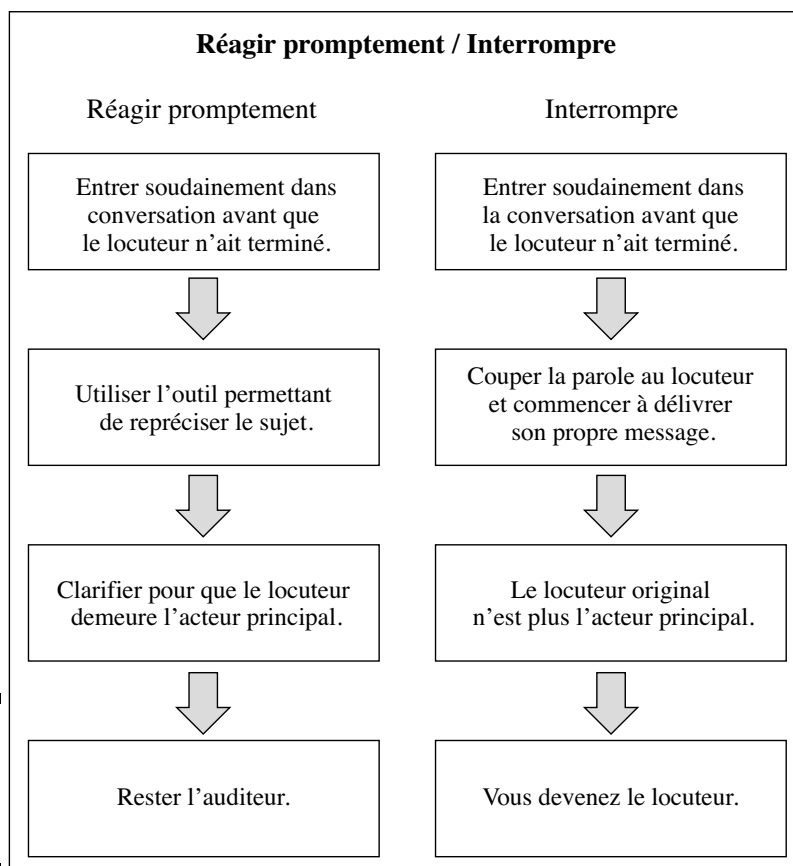 Réagir promptement / Interrompre
Réagir promptement
Entrer soudainement dans
conversation avant que
le locuteur n’ait terminé.
Utiliser l’outil permettant
de repréciser le sujet.
Clarifier pour que le locuteur
demeure l’acteur principal.
Rester l’auditeur.
Interrompre
Entrer soudainement dans
la conversation avant que
le locuteur n’ait terminé.
Couper la parole au locuteur
et commencer à délivrer
son propre message.
Le locuteur original
n’est plus l’acteur principal.
Vous devenez le locuteur.